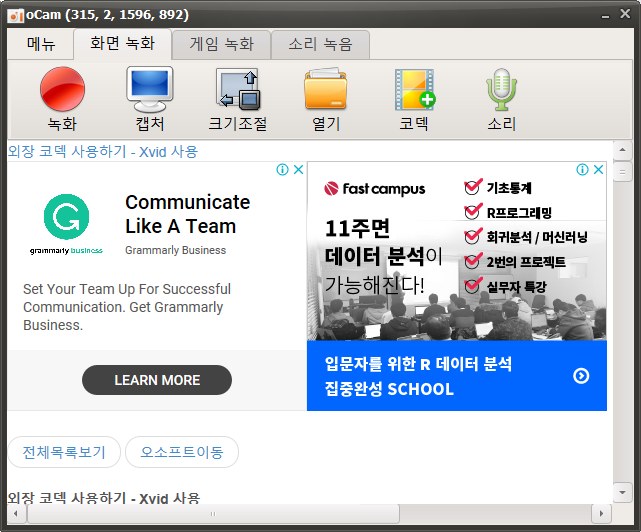 oCam (315, 2, 1596, 892)
메뉴 화면 녹화 게임 녹화 소리 녹음
녹화 캡처 크기조절 열기 코덱 소리
외장 코덱 사용하기 - Xvid 사용
Communicate
Like A Team
Grammarly Business
grammarly business
Set Your Team Up For Successful
Communication. Get Grammarly
Business.
LEARN MORE
fast campus
11주면
데이터 분석이
가능해진다!
기초통계
R프로그래밍
회귀분석 / 머신러닝
2번의 프로젝트
실무자 특강
입문자를 위한 R 데이터 분석
집중완성 SCHOOL
전체목록보기 오소프트이동
외장 코덱 사용하기 - Xvid 사용